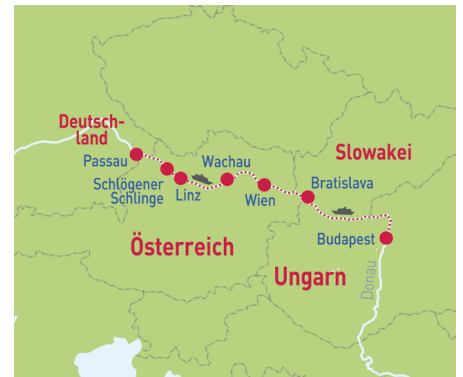 Deutsch-
land
Passau
Schlögener
Schlinge
Linz
Wachau
Wien
Slowakei
Bratislava
Budapest
Österreich
Ungarn
Donau